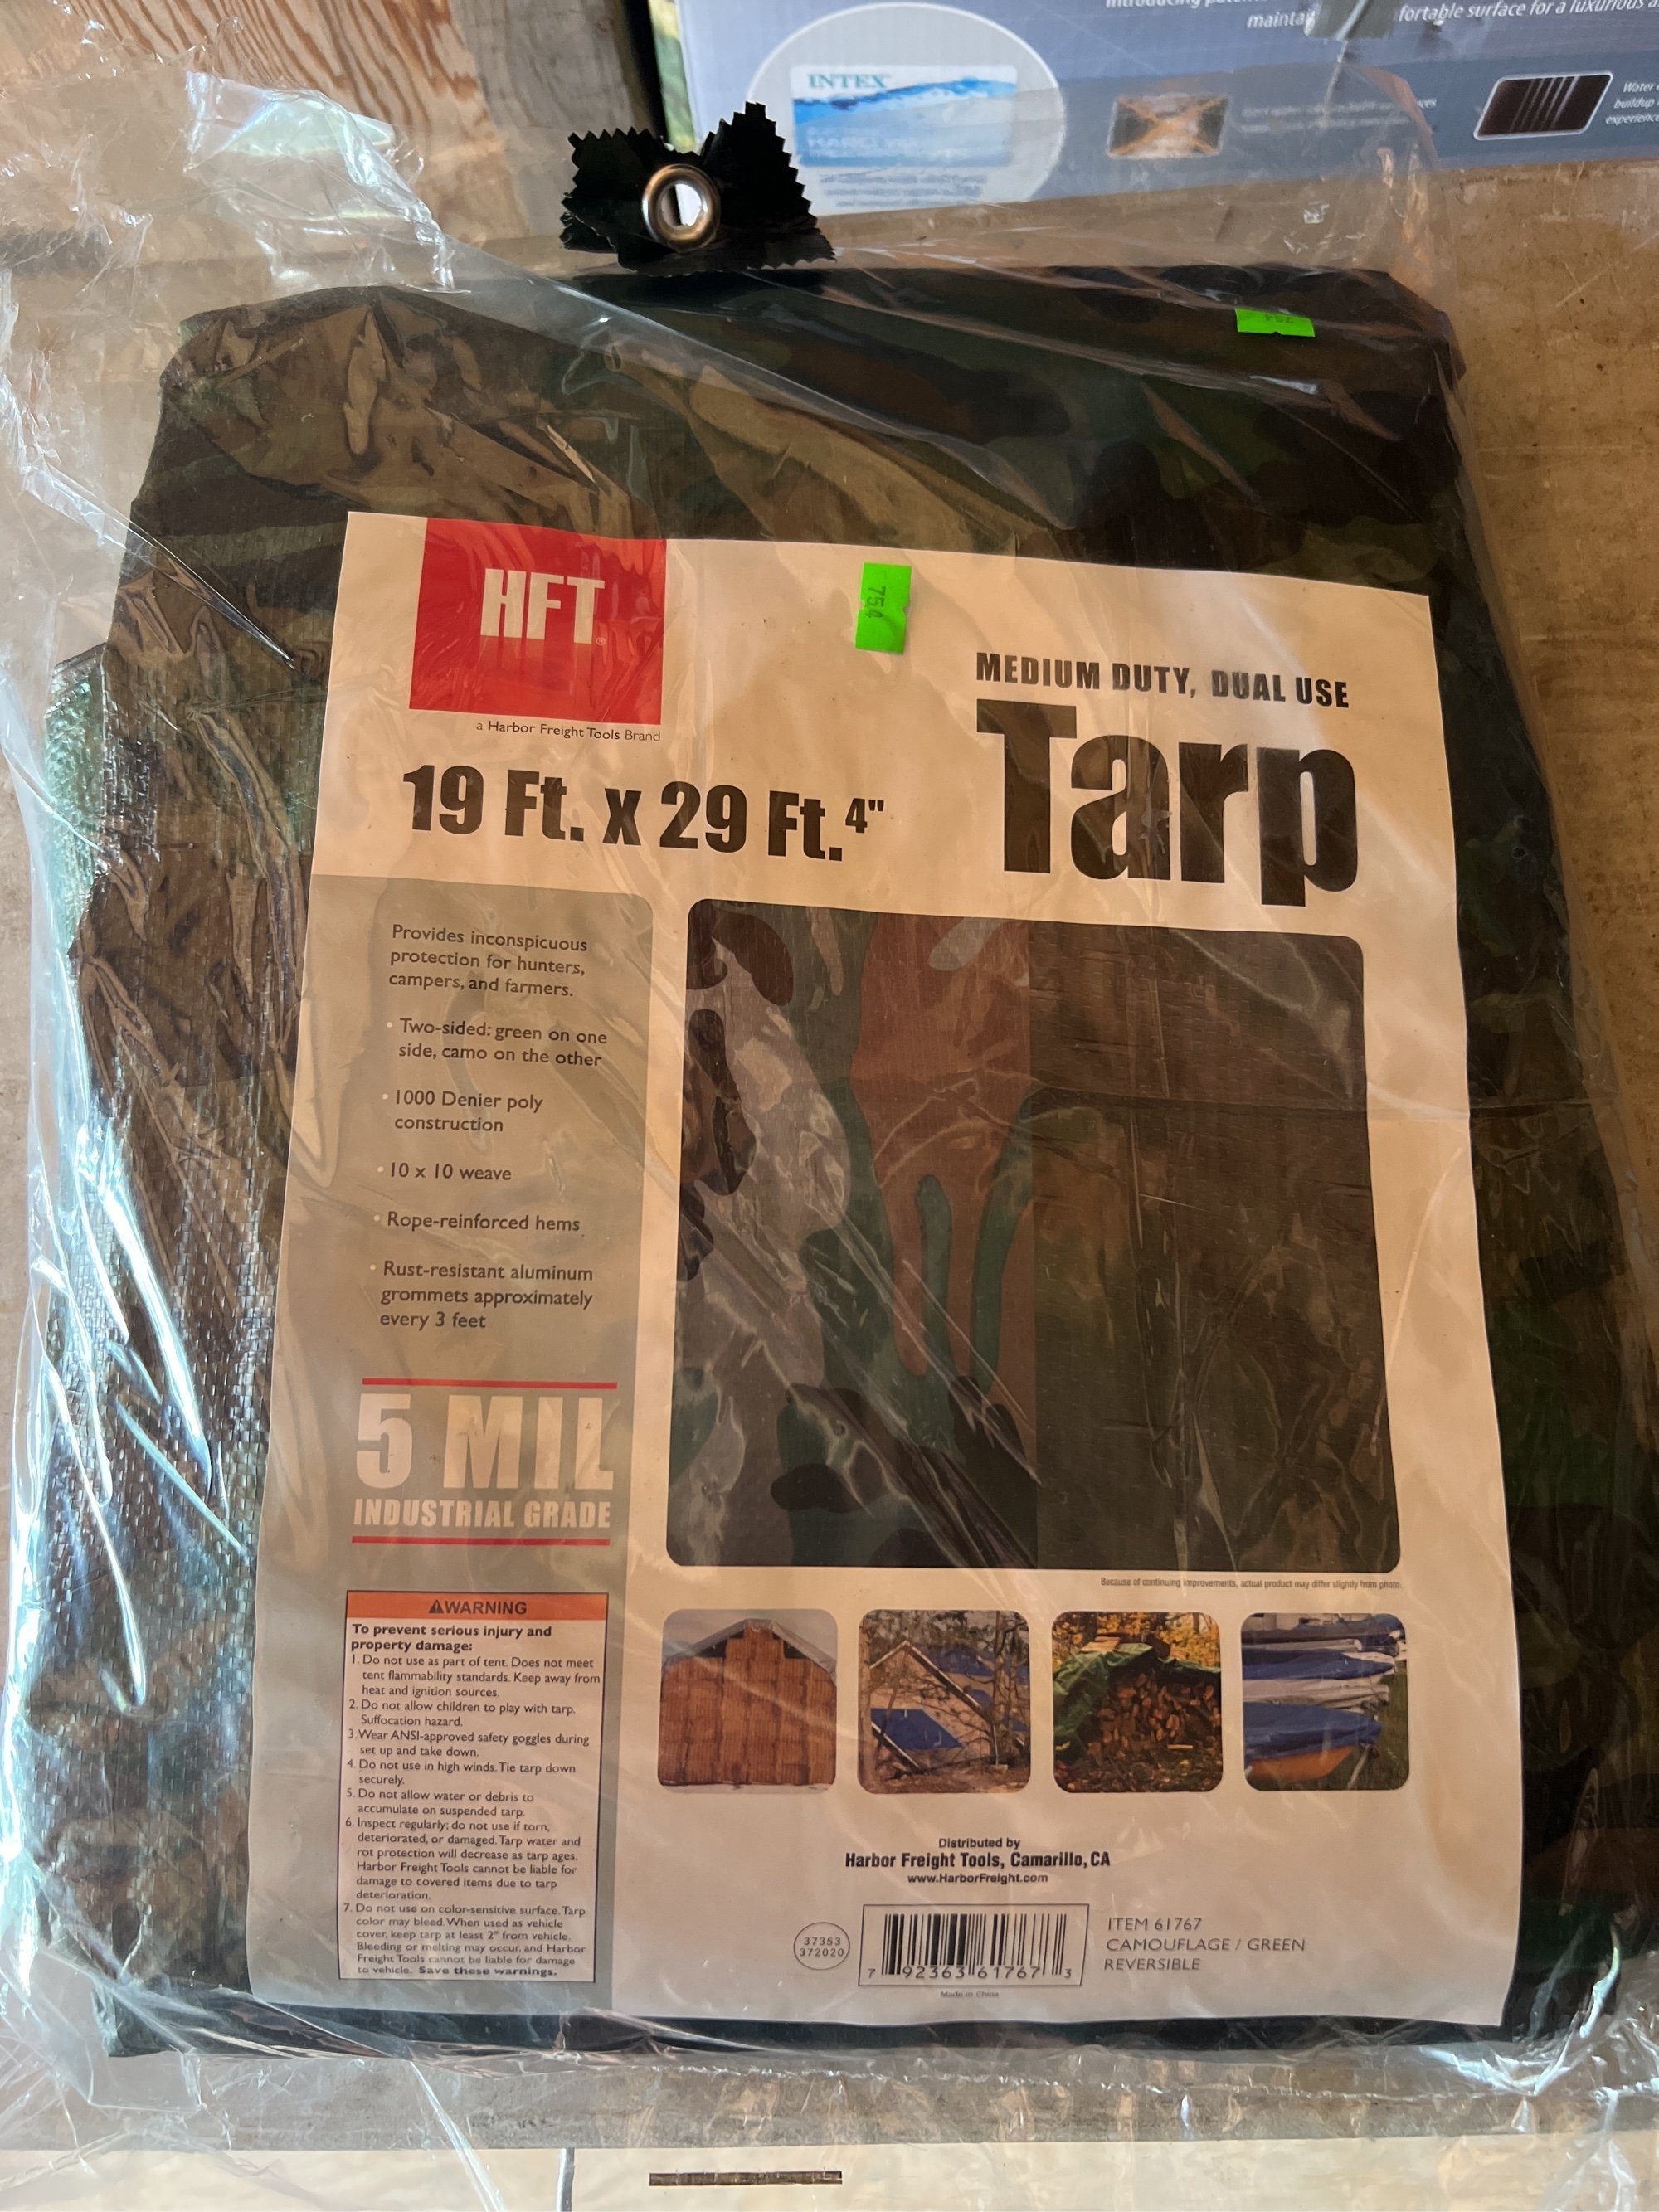 maintai
fortable surface for a luxurious a
INTEX
Water
buildup
experience
HFT®
a Harbor Freight Tools Brand
754
MEDIUM DUTY, DUAL USE
Tarp
19 Ft. x 29 Ft. 4"
Provides inconspicuous
protection for hunters,
campers, and farmers.
• Two-sided: green on one
side, camo on the other
• 1000 Denier poly
construction
• 10 x 10 weave
• Rope-reinforced hems
• Rust-resistant aluminum
grommets approximately
every 3 feet
5 MIL
INDUSTRIAL GRADE
⚠WARNING
To prevent serious injury and
property damage:
1. Do not use as part of tent. Does not meet
tent flammability standards. Keep away from
heat and ignition sources.
2. Do not allow children to play with tarp.
Suffocation hazard.
3. Wear ANSI-approved safety goggles during
set up and take down.
4. Do not use in high winds. Tie tarp down
securely.
5. Do not allow water or debris to
accumulate on suspended tarp.
6. Inspect regularly; do not use if torn,
deteriorated, or damaged. Tarp water and
rot protection will decrease as tarp ages.
Harbor Freight Tools cannot be liable for
damage to covered items due to tarp
deterioration.
7. Do not use on color-sensitive surface. Tarp
color may bleed. When used as vehicle
cover, keep tarp at least 2" from vehicle.
Bleeding or melting may occur, and Harbor
Freight Tools cannot be liable for damage
to vehicle. Save these warnings.
Because of continuing improvements, actual product may differ slightly from photo.
Distributed by
Harbor Freight Tools, Camarillo, CA
www.HarborFreight.com
37353
372020
7 92363 61767 3
Made in China
ITEM 61767
CAMOUFLAGE / GREEN
REVERSIBLE